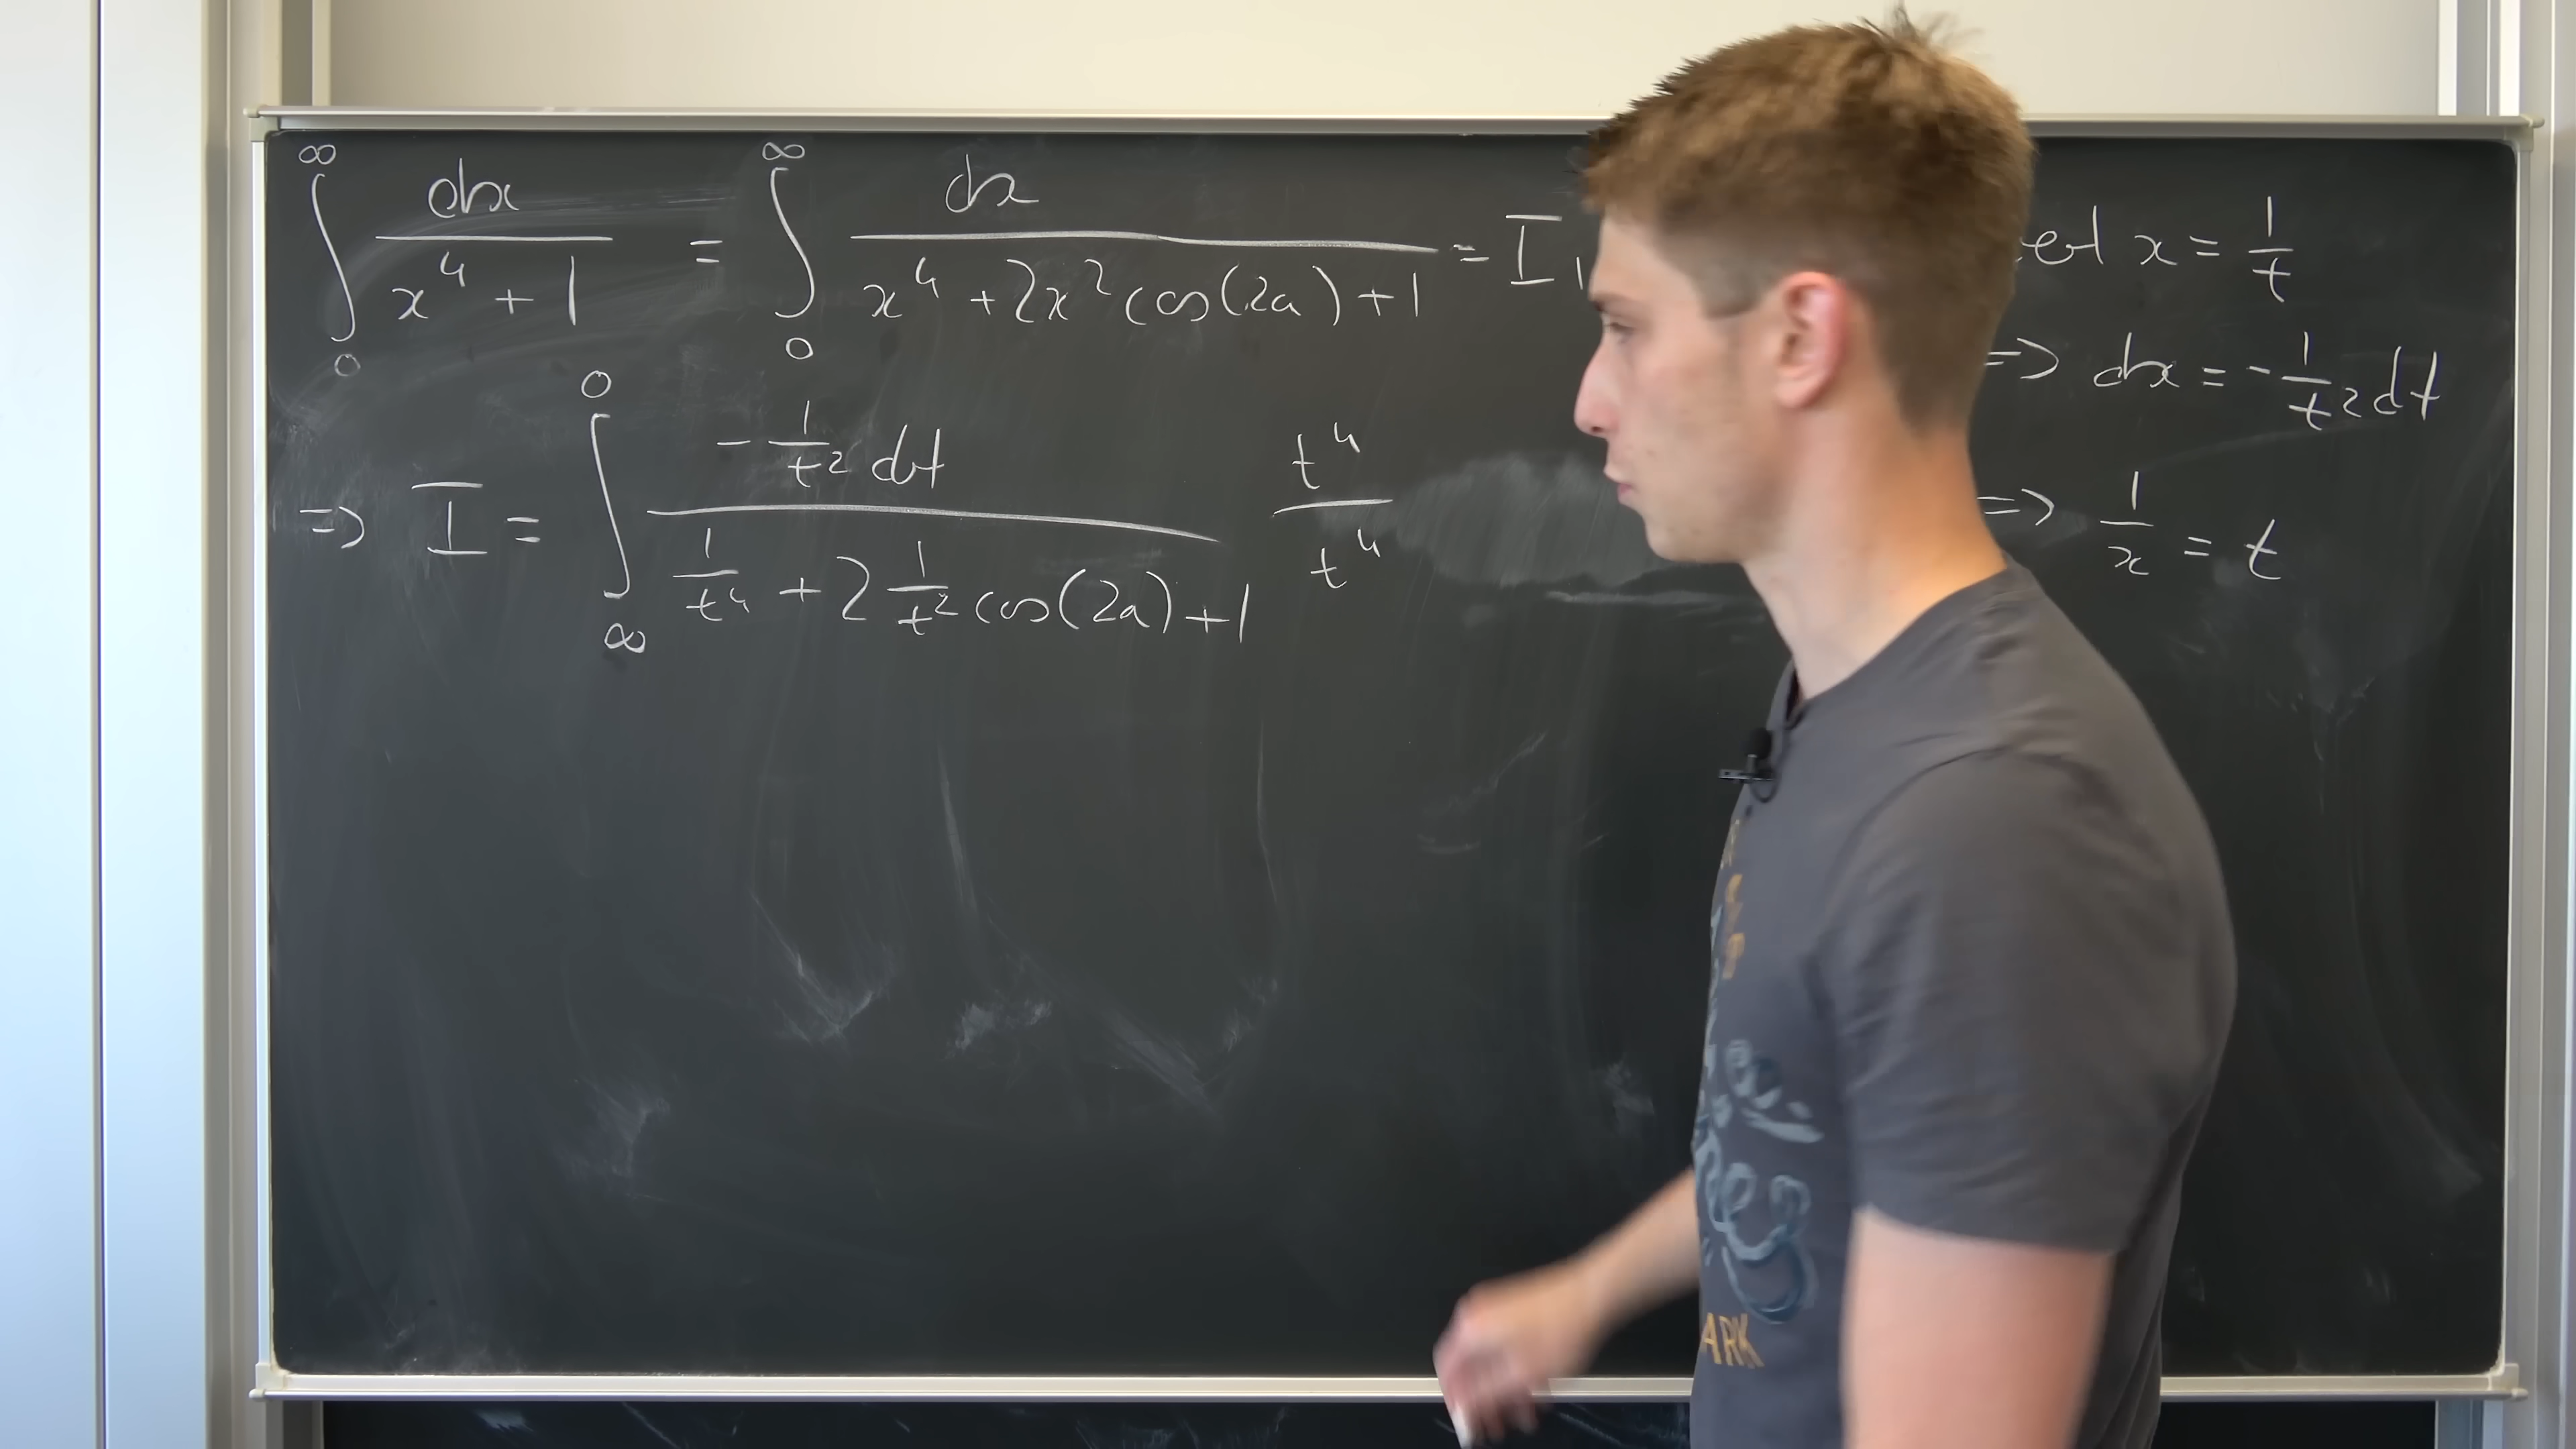 ∫₀^∞ dx / (x⁴ + 1) = ∫₀^∞ dx / (x⁴ + 2x² cos(2a) + 1) = I,
x = 1/t
=> dx = -1/t² dt
=> I = ∫_∞^0 (-1/t² dt) / (1/t⁴ + 2 1/t² cos(2a) + 1) t⁴/t⁴
=> 1/x = t
ARK